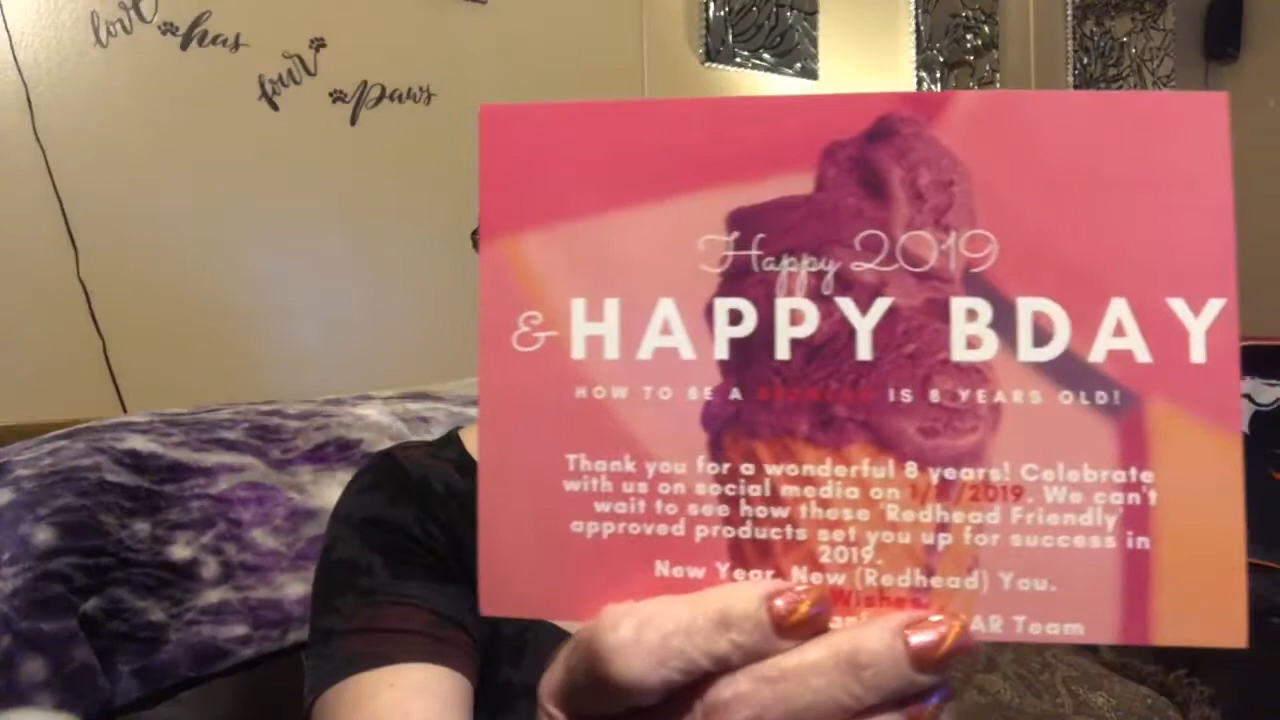 love has
four paws
Happy 2019
& HAPPY BDAY
HOW TO BE A REDHEAD IS 8 YEARS OLD!
Thank you for a wonderful 8 years! Celebrate
with us on social media on /2019. We can't
wait to see how these 'Redhead Friendly'
approved products set you up for success in
2019.
New Year, New (Redhead) You.
Wishes,
AR Team